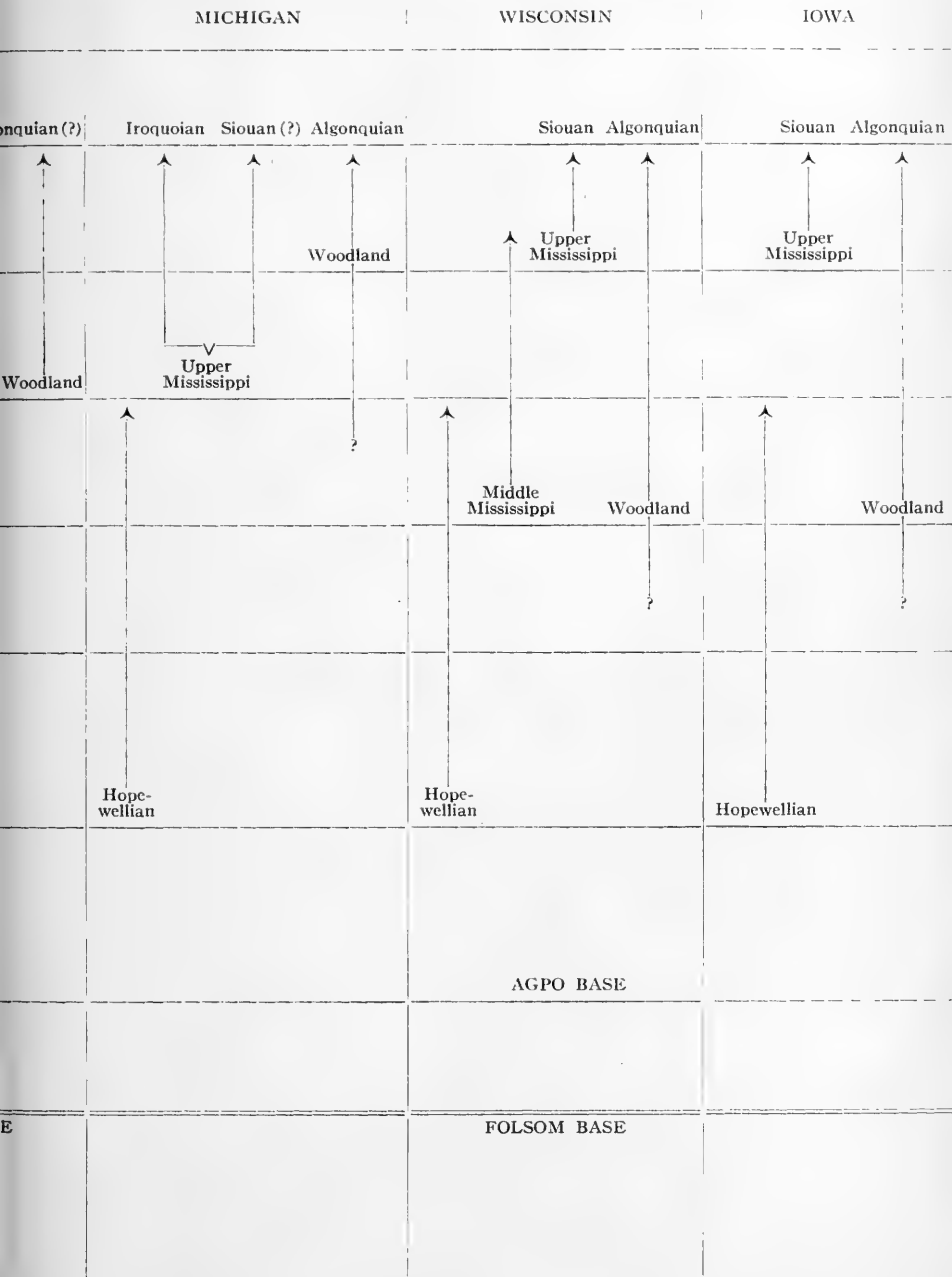 MICHIGAN WISCONSIN IOWA
onquian (?) Iroquoian Siouan (?) Algonquian Siouan Algonquian Siouan Algonquian
Upper Upper
Woodland Mississippi Mississippi
Upper
Woodland Mississippi
?
Middle
Mississippi Woodland Woodland
? ?
Hope- Hope-
wellian wellian Hopewellian
AGPO BASE
E FOLSOM BASE